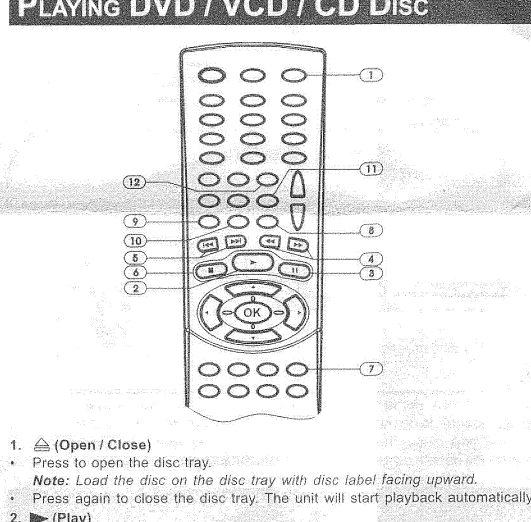 PLAYING DVD / VCD / CD DISC
1
12
11
9
8
10
5
4
6
3
2
OK
7
1. ⏏ (Open / Close)
• Press to open the disc tray.
Note: Load the disc on the disc tray with disc label facing upward.
• Press again to close the disc tray. The unit will start playback automatically
2. ▶ (Play)